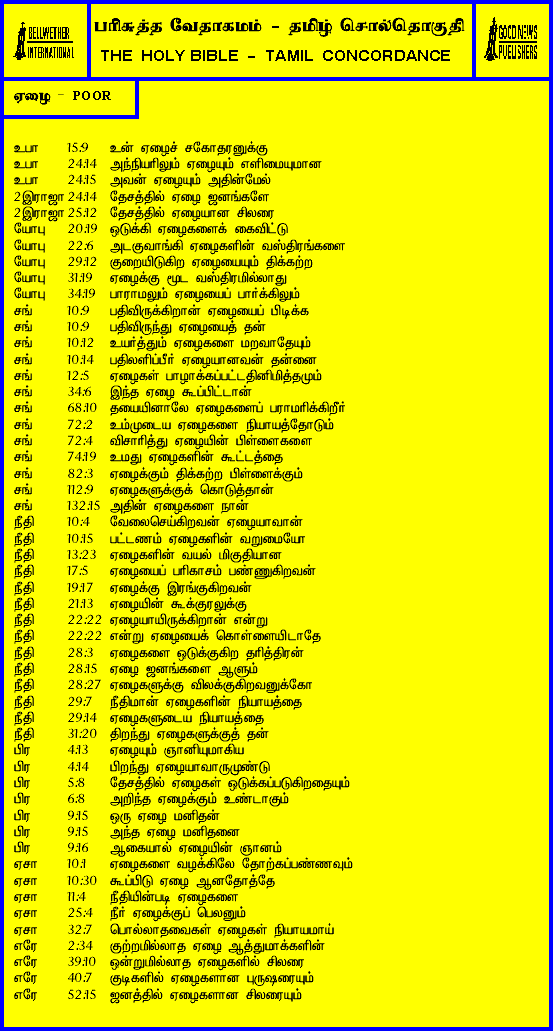 BELLWETHER
INTERNATIONAL
பரிசுத்த வேதாகமம் - தமிழ் சொல்தொகுதி
THE HOLY BIBLE - TAMIL CONCORDANCE
GOOD NEWS
PUBLISHERS
ஏழை - POOR
உபா 15:9 உன் ஏழைச் சகோதரனுக்கு
உபா 24:14 அந்நியரிலும் ஏழையும் எளிமையுமான
உபா 24:15 அவன் ஏழையும் அதின்மேல்
2இராஜா 24:14 தேசத்தில் ஏழை ஜனங்களே
2இராஜா 25:12 தேசத்தில் ஏழையான சிலரை
யோபு 20:19 ஒடுக்கி ஏழைகளைக் கைவிட்டு
யோபு 22:6 அடகுவாங்கி ஏழைகளின் வஸ்திரங்களை
யோபு 29:12 குறையிடுகிற ஏழையையும் திக்கற்ற
யோபு 31:19 ஏழைக்கு மூட வஸ்திரமில்லாது
யோபு 34:19 பாராமலும் ஏழையைப் பார்க்கிலும்
சங் 10:9 பதிவிருக்கிறான் ஏழையைப் பிடிக்க
சங் 10:9 பதிவிருந்து ஏழையைத் தன்
சங் 10:12 உயர்த்தும் ஏழைகளை மறவாதேயும்
சங் 10:14 பதிலளிப்பீர் ஏழையானவன் தன்னை
சங் 12:5 ஏழைகள் பாழாக்கப்பட்டதினிமித்தமும்
சங் 34:6 இந்த ஏழை கூப்பிட்டான்
சங் 68:10 தயையினாலே ஏழைகளைப் பராமரிக்கிறீர்
சங் 72:2 உம்முடைய ஏழைகளை நியாயத்தோடும்
சங் 72:4 விசாரித்து ஏழையின் பிள்ளைகளை
சங் 74:19 உமது ஏழைகளின் கூட்டத்தை
சங் 82:3 ஏழைக்கும் திக்கற்ற பிள்ளைக்கும்
சங் 112:9 ஏழைகளுக்குக் கொடுத்தான்
சங் 132:15 அதின் ஏழைகளை நான்
நீதி 10:4 வேலைசெய்கிறவன் ஏழையாவான்
நீதி 10:15 பட்டணம் ஏழைகளின் வறுமையோ
நீதி 13:23 ஏழைகளின் வயல் மிகுதியான
நீதி 17:5 ஏழையைப் பரிகாசம் பண்ணுகிறவன்
நீதி 19:17 ஏழைக்கு இரங்குகிறவன்
நீதி 21:13 ஏழையின் கூக்குரலுக்கு
நீதி 22:22 ஏழையாயிருக்கிறான் என்று
நீதி 22:22 என்று ஏழையைக் கொள்ளையிடாதே
நீதி 28:3 ஏழைகளை ஒடுக்குகிற தரித்திரன்
நீதி 28:15 ஏழை ஜனங்களை ஆளும்
நீதி 28:27 ஏழைகளுக்கு விலக்குகிறவனுக்கோ
நீதி 29:7 நீதிமான் ஏழைகளின் நியாயத்தை
நீதி 29:14 ஏழைகளுடைய நியாயத்தை
நீதி 31:20 திறந்து ஏழைகளுக்குத் தன்
பிர 4:13 ஏழையும் ஞானியுமாகிய
பிர 4:14 பிறந்து ஏழையாவாருமுண்டு
பிர 5:8 தேசத்தில் ஏழைகள் ஒடுக்கப்படுகிறதையும்
பிர 6:8 அறிந்த ஏழைக்கும் உண்டாகும்
பிர 9:15 ஒரு ஏழை மனிதன்
பிர 9:15 அந்த ஏழை மனிதனை
பிர 9:16 ஆகையால் ஏழையின் ஞானம்
ஏசா 10:1 ஏழைகளை வழக்கிலே தோற்கப்பண்ணவும்
ஏசா 10:30 கூப்பிடு ஏழை ஆனதோத்தே
ஏசா 11:4 நீதியின்படி ஏழைகளை
ஏசா 25:4 நீர் ஏழைக்குப் பெலனும்
ஏசா 32:7 பொல்லாதவைகள் ஏழைகள் நியாயமாய்
எரே 2:34 குற்றமில்லாத ஏழை ஆத்துமாக்களின்
எரே 39:10 ஒன்றுமில்லாத ஏழைகளில் சிலரை
எரே 40:7 குடிகளில் ஏழைகளான புருஷரையும்
எரே 52:15 ஜனத்தில் ஏழைகளான சிலரையும்